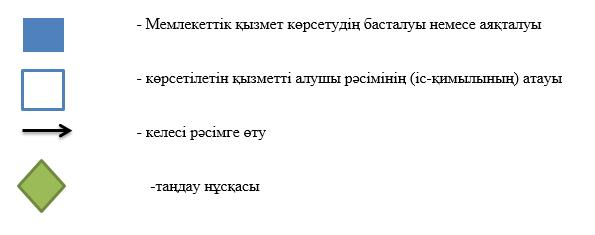 - Мемлекеттік қызмет көрсетудің басталуы немесе аяқталуы
- көрсетілетін қызметті алушы рәсімінің (іс-қимылының) атауы
- келесі рәсімге өту
-таңдау нұсқасы